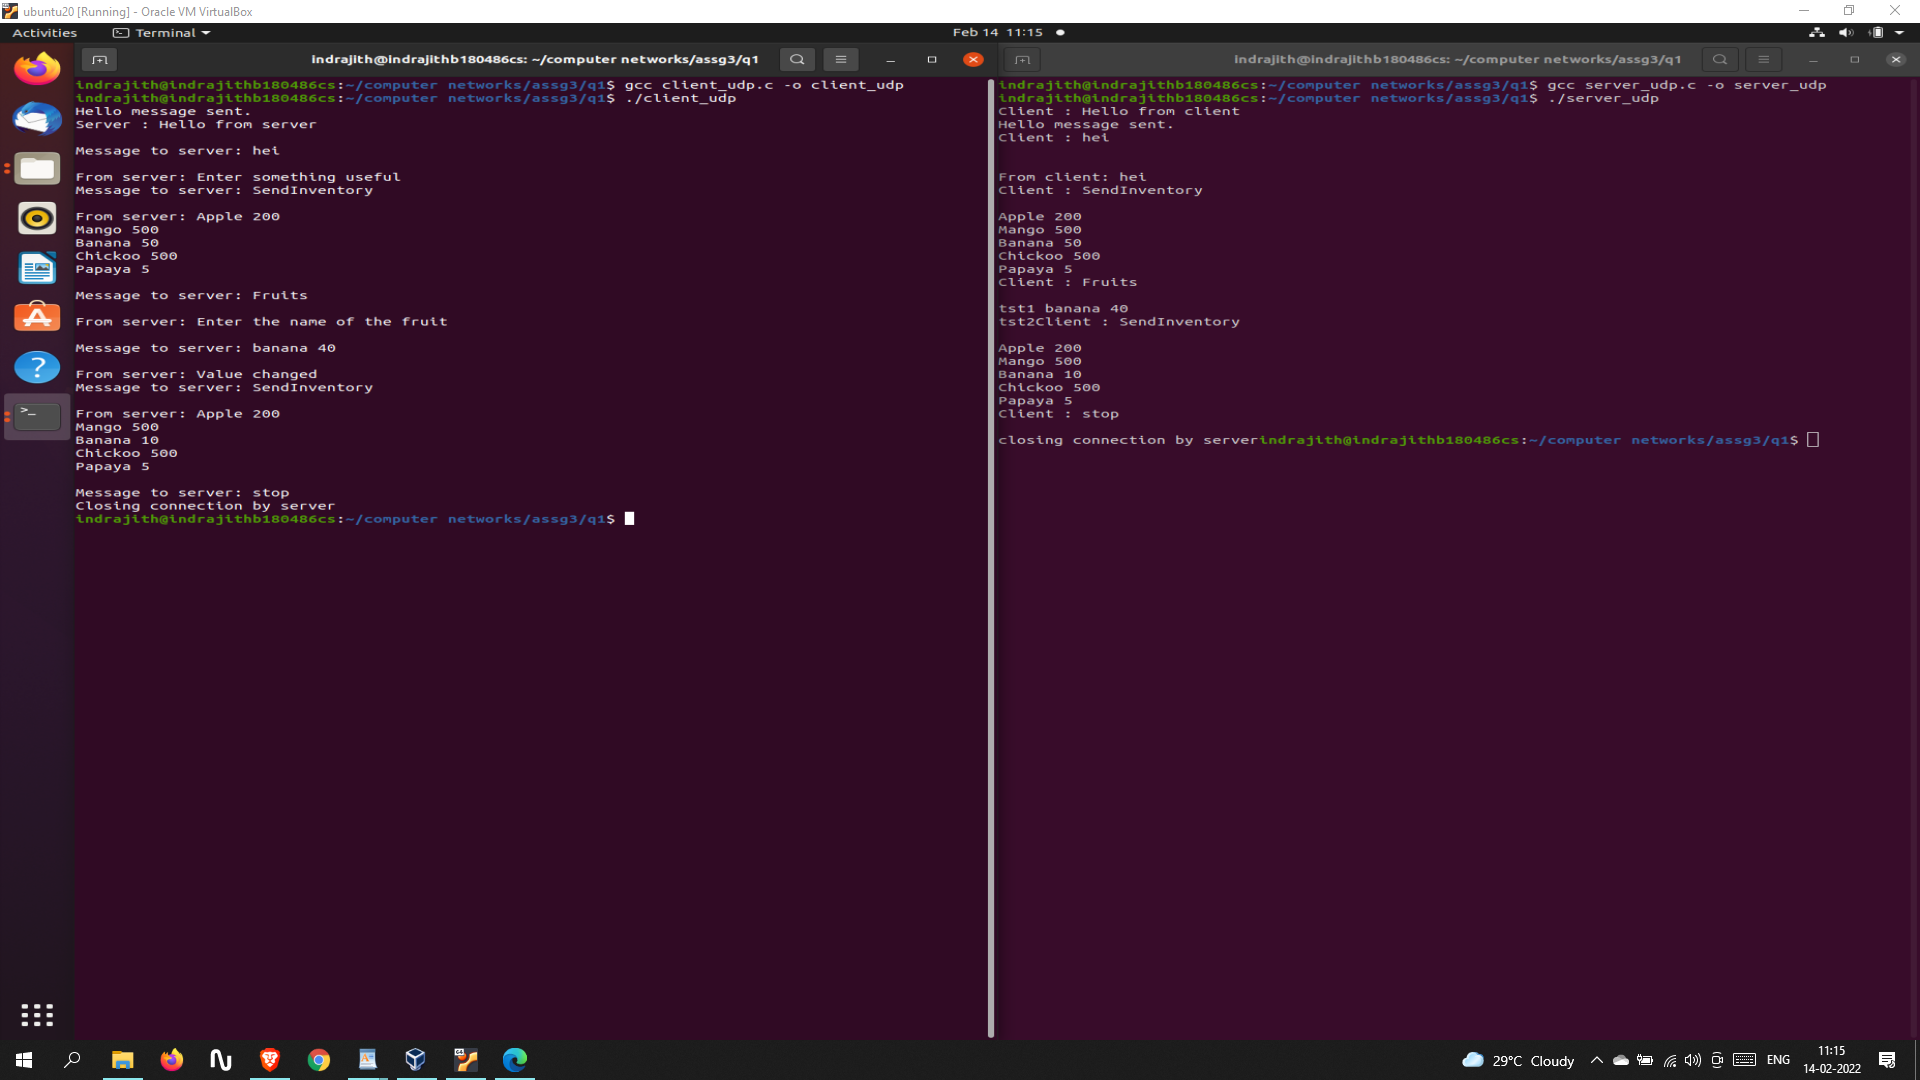 ubuntu20 [Running] - Oracle VM VirtualBox
Activities
Terminal
Feb 14 11:15
indrajith@indrajithb180486cs: ~/computer networks/assg3/q1
indrajith@indrajithb180486cs:~/computer networks/assg3/q1$ gcc client_udp.c -o client_udp
indrajith@indrajithb180486cs:~/computer networks/assg3/q1$ ./client_udp
Hello message sent.
Server : Hello from server
Message to server: hei
From server: Enter something useful
Message to server: SendInventory
From server: Apple 200
Mango 500
Banana 50
Chickoo 500
Papaya 5
Message to server: Fruits
From server: Enter the name of the fruit
Message to server: banana 40
From server: Value changed
Message to server: SendInventory
From server: Apple 200
Mango 500
Banana 10
Chickoo 500
Papaya 5
Message to server: stop
Closing connection by server
indrajith@indrajithb180486cs:~/computer networks/assg3/q1$
indrajith@indrajithb180486cs: ~/computer networks/assg3/q1
indrajith@indrajithb180486cs:~/computer networks/assg3/q1$ gcc server_udp.c -o server_udp
indrajith@indrajithb180486cs:~/computer networks/assg3/q1$ ./server_udp
Client : Hello from client
Hello message sent.
Client : hei
From client: hei
Client : SendInventory
Apple 200
Mango 500
Banana 50
Chickoo 500
Papaya 5
Client : Fruits
tst1 banana 40
tst2Client : SendInventory
Apple 200
Mango 500
Banana 10
Chickoo 500
Papaya 5
Client : stop
closing connection by serverindrajith@indrajithb180486cs:~/computer networks/assg3/q1$
29°C Cloudy
ENG
11:15
14-02-2022